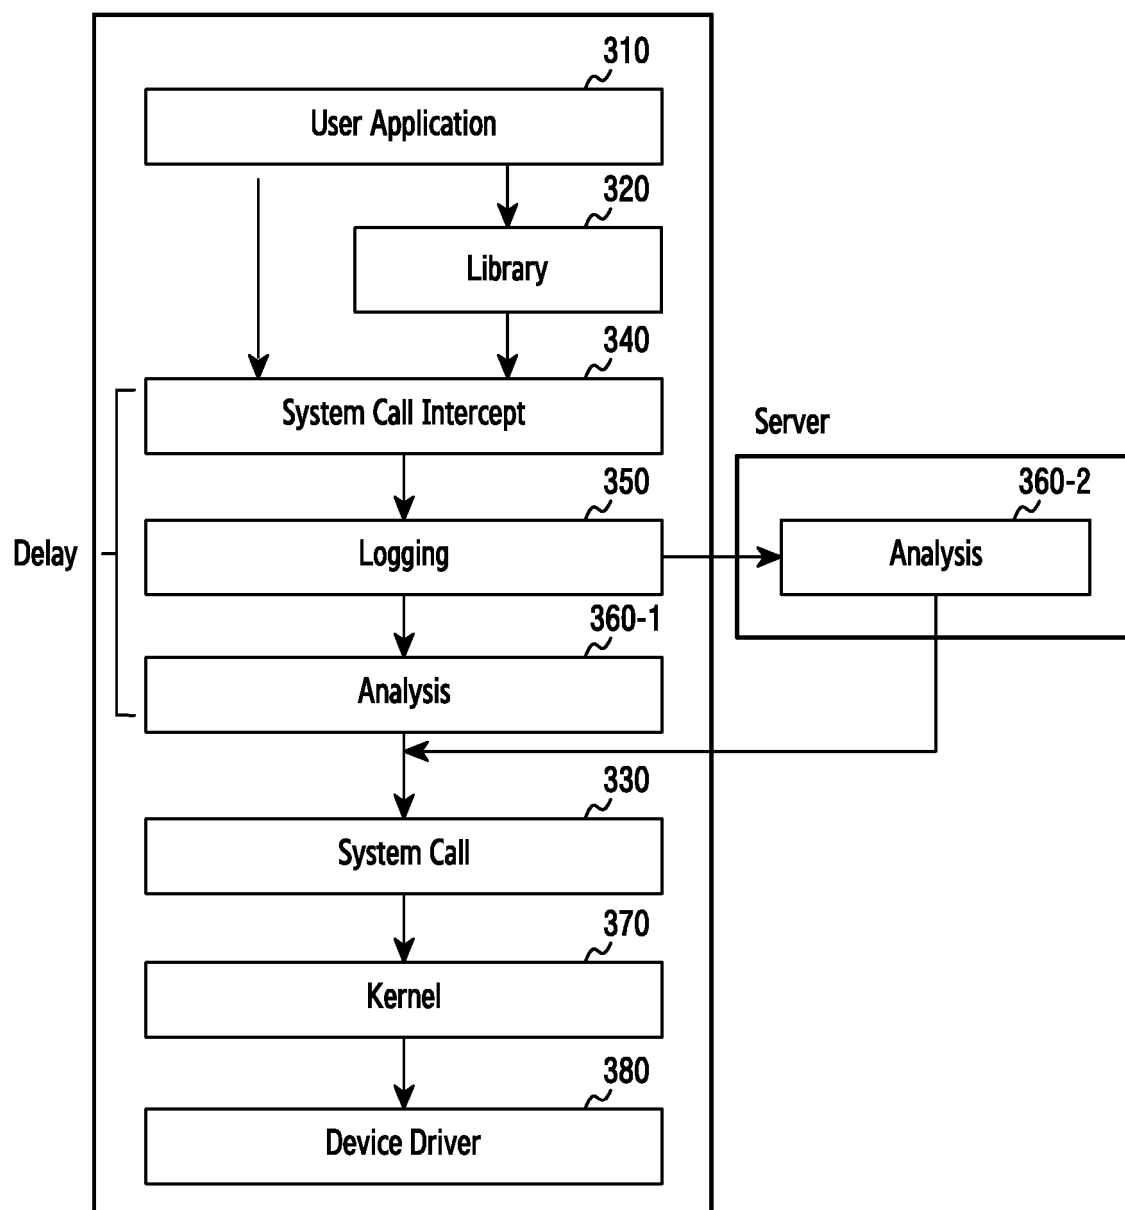 310
User Application
320
Library
340
System Call Intercept
Server
350
360-2
Delay
Logging
Analysis
360-1
Analysis
330
System Call
370
Kernel
380
Device Driver